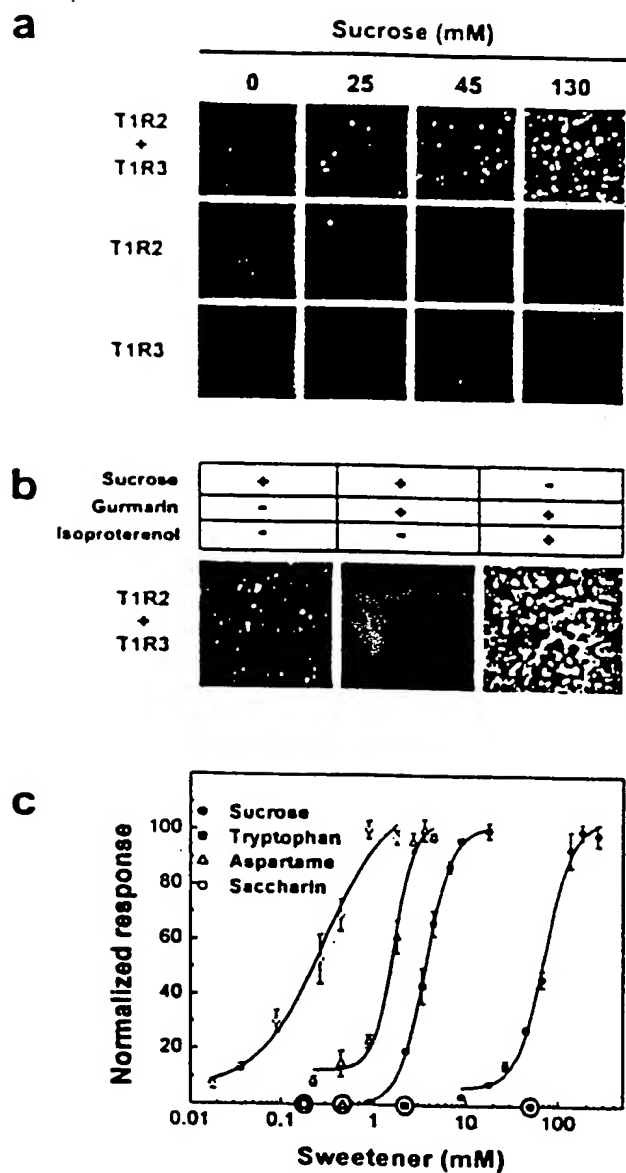 a
Sucrose (mM)
0 25 45 130
T1R2
+
T1R3
T1R2
T1R3
b
Sucrose + + -
Gurmarin - + +
Isoproterenol - - +
T1R2
+
T1R3
c
Sucrose
Tryptophan
Aspartame
Saccharin
Normalized response
100
80
60
40
20
0.01 0.1 1 10 100
Sweetener (mM)